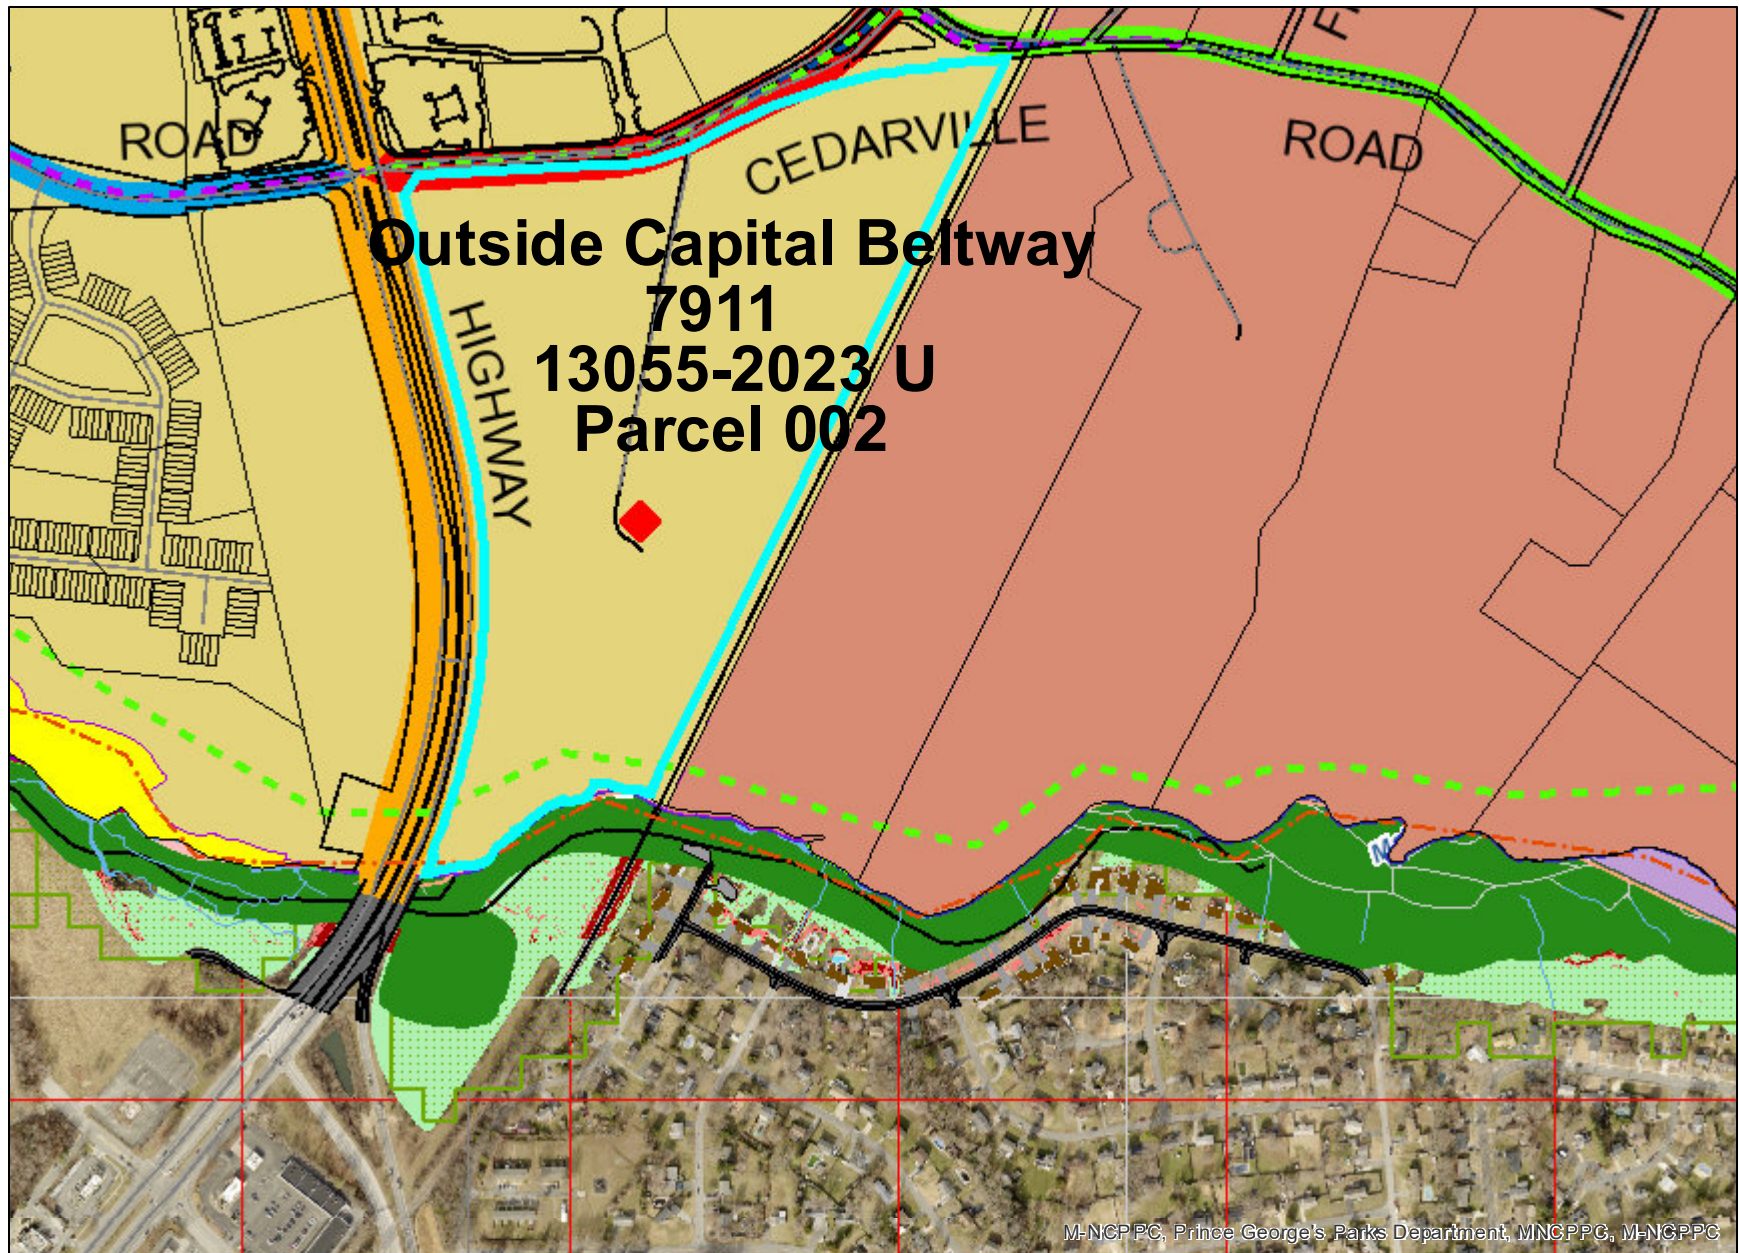 ROAD
CEDARVILLE
ROAD
Outside Capital Beltway
7911
13055-2023 U
Parcel 002
HIGHWAY
M
M-NCPPC, Prince George's Parks Department, MNCPPC, M-NCPPC